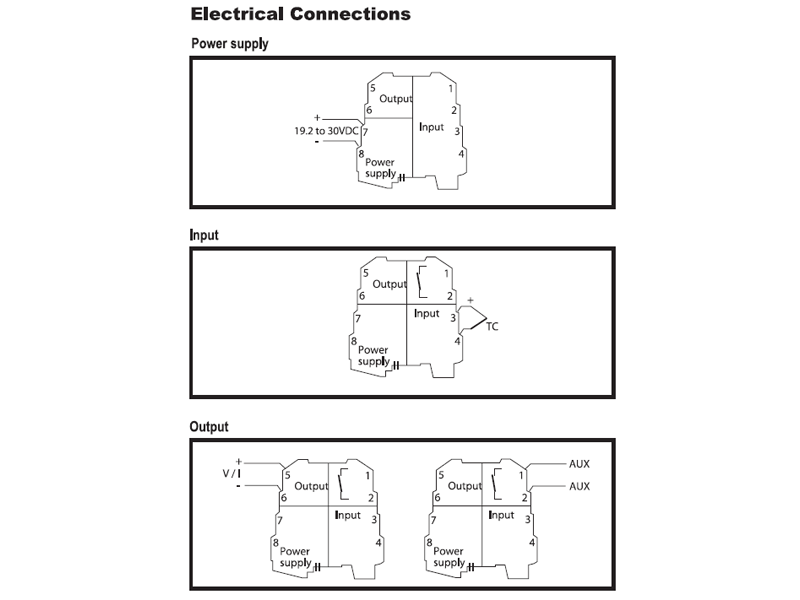 Electrical Connections
Power supply
5 1
Output
6 2
+
19.2 to 30VDC 7 Input 3
-
8 4
Power
supply
Input
5 1
Output
6 2
+
7 Input 3
TC
8 4
Power
supply
Output
+
5 1
V / I
Output
-
6 2
7 Input 3
8 4
Power
supply
5 1 AUX
Output
6 2 AUX
7 Input 3
8 4
Power
supply